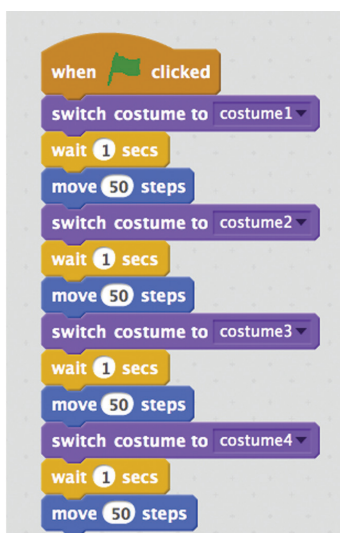 when clicked
switch costume to costume1
wait 1 secs
move 50 steps
switch costume to costume2
wait 1 secs
move 50 steps
switch costume to costume3
wait 1 secs
move 50 steps
switch costume to costume4
wait 1 secs
move 50 steps